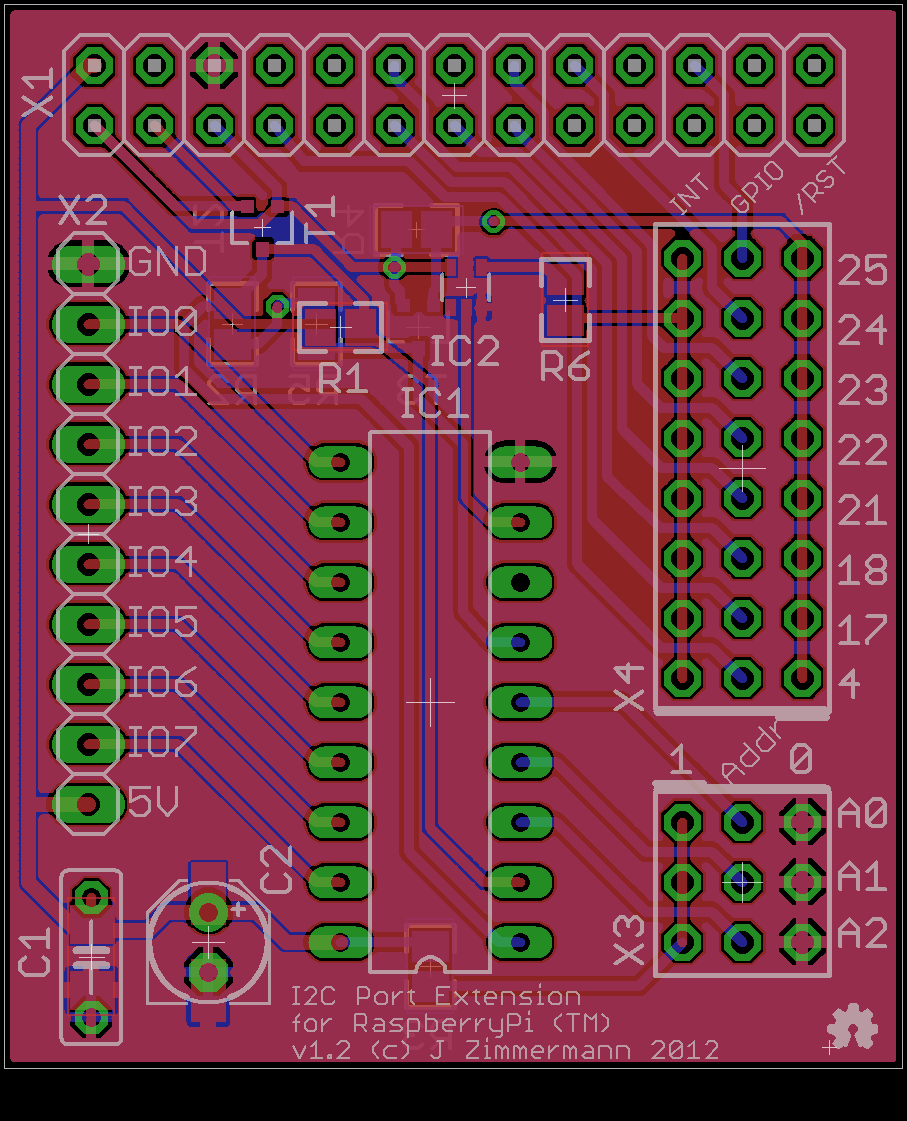 X1
INT GPIO /RST
X2 T1
GND
25
IO0
24
IC2
R1 R6
IO1
23
IC1
IO2
22
IO3
21
IO4
18
IO5
17
IO6
4
X4
IO7
Addr
1 0
5V
A0
C2
A1
A2
C1
+
X3
I2C Port Extension
for RaspberryPi (TM)
v1.2 (c) J Zimmermann 2012